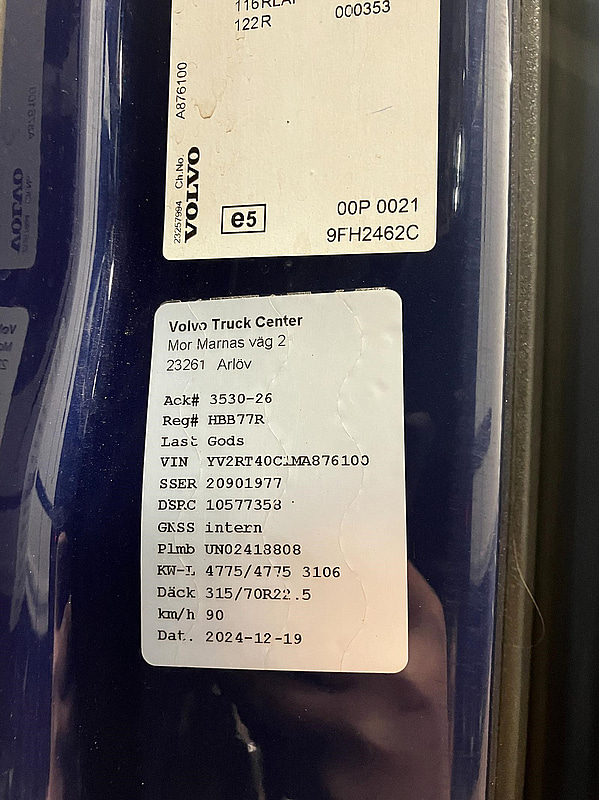 122R
000353
A876100
23257994 Ch.No.
VOLVO
e5
00P 0021
9FH2462C
Volvo Truck Center
Mor Marnas väg 2
23261 Arlöv
Ack# 3530-26
Reg# HBB77R
Last Gods
VIN YV2RT40C1MA876100
SSER 20901977
DSRC 10577358
GNSS intern
Plmb UN02418808
KW-L 4775/4775 3106
Däck 315/70R22.5
km/h 90
Dat. 2024-12-19